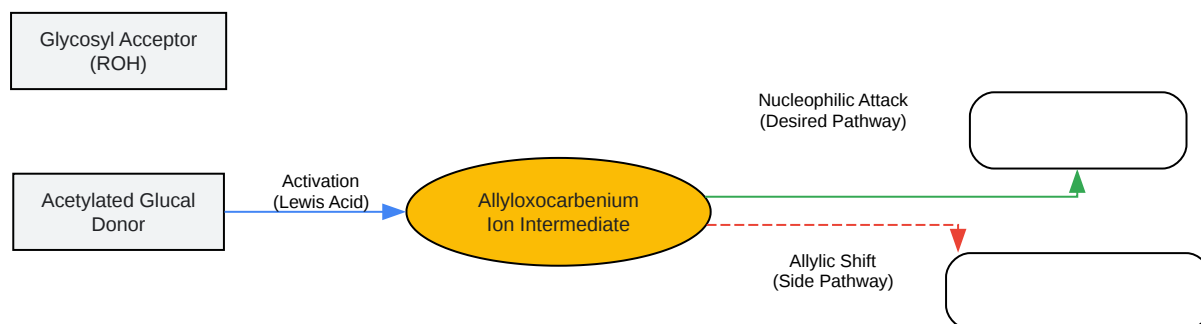 Glycosyl Acceptor
(ROH)
Nucleophilic Attack
(Desired Pathway)
Acetylated Glucal
Donor
Activation
(Lewis Acid)
Allyloxocarbenium
Ion Intermediate
Allylic Shift
(Side Pathway)